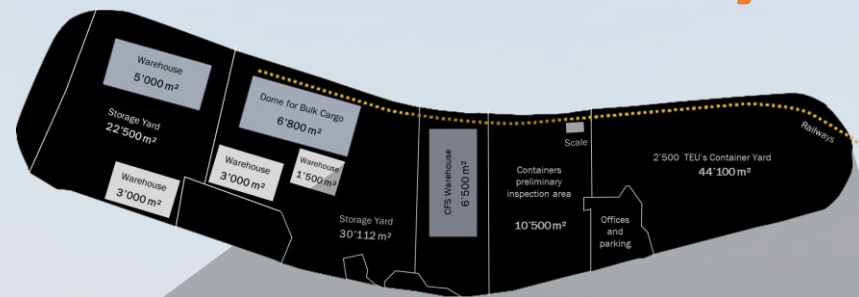 Warehouse
5'000 m²
Storage Yard
22'500 m²
Warehouse
3'000 m²
Dome for Bulk Cargo
6'800 m²
Warehouse
3'000 m²
Warehouse
1'500 m²
Storage Yard
30'112 m²
CFS Warehouse
6'500 m²
Containers
preliminary
inspection area
10'500 m²
Scale
Offices
and
parking
2'500 TEU's Container Yard
44'100 m²
Railways